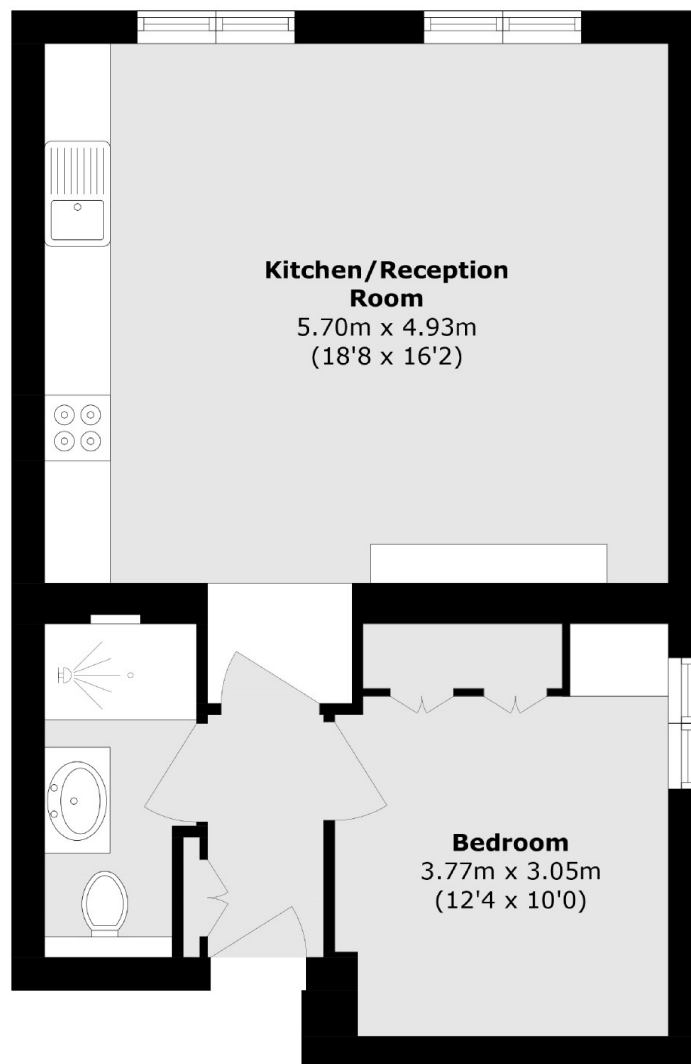 Kitchen/Reception
Room
5.70m x 4.93m
(18'8 x 16'2)
Bedroom
3.77m x 3.05m
(12'4 x 10'0)